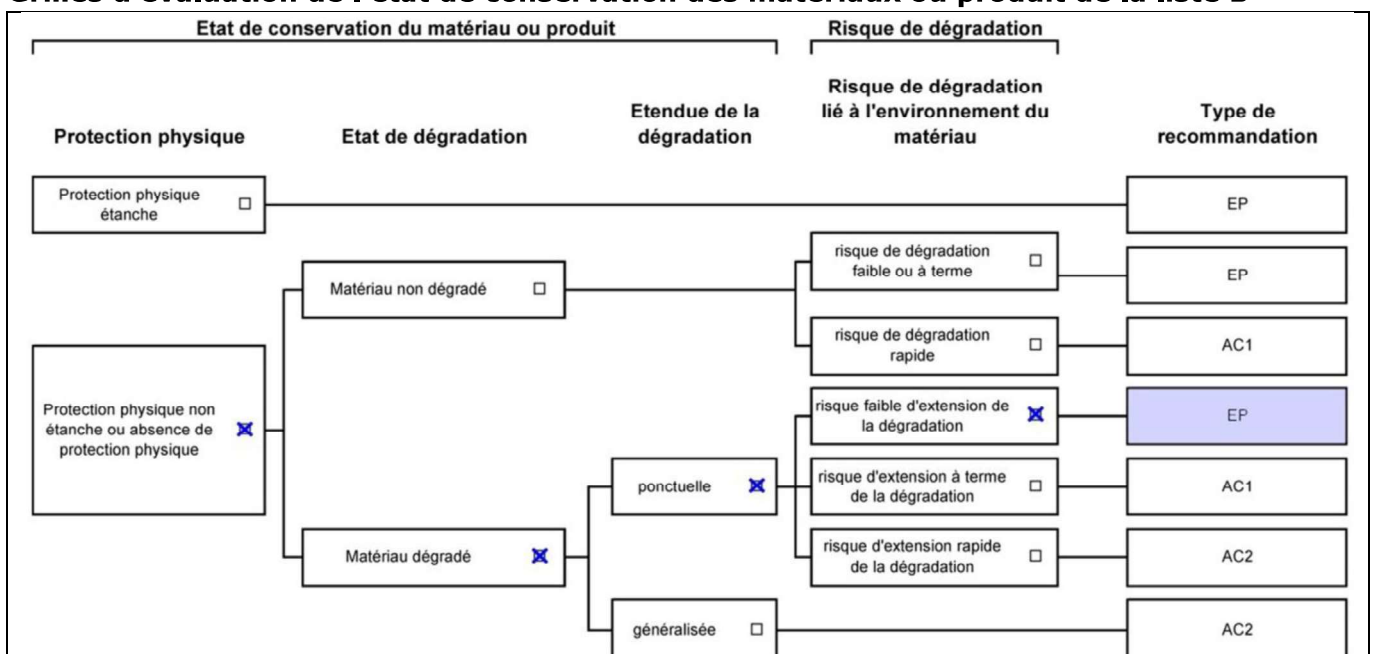 Grilles d'évaluation de l'état de conservation des matériaux ou produit de la liste B
Etat de conservation du matériau ou produit
Risque de dégradation
Protection physique
Etat de dégradation
Etendue de la
dégradation
Risque de dégradation
lié à l'environnement du
matériau
Type de
recommandation
Protection physique
étanche
EP
risque de dégradation
faible ou à terme
EP
Matériau non dégradé
risque de dégradation
rapide
AC1
Protection physique non
étanche ou absence de
protection physique
risque faible d'extension de
la dégradation
EP
ponctuelle
risque d'extension à terme
de la dégradation
AC1
Matériau dégradé
risque d'extension rapide
de la dégradation
AC2
généralisée
AC2